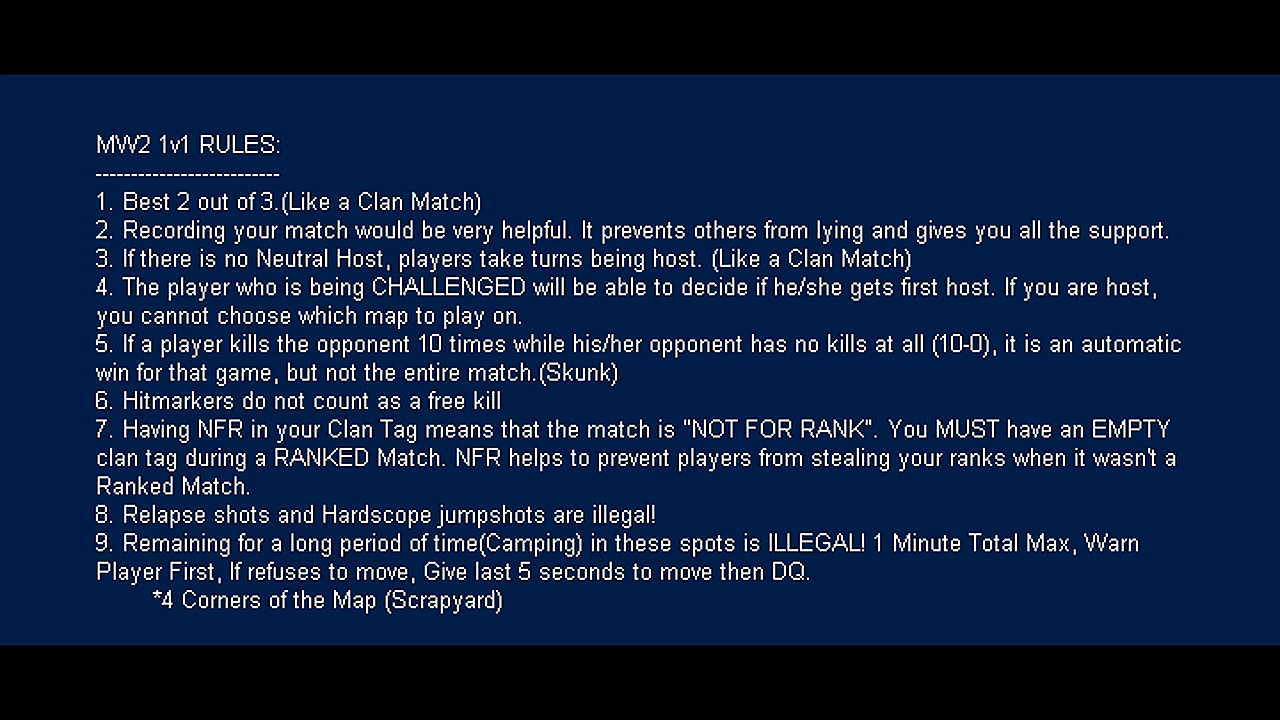 MW2 1v1 RULES:
--------------------------
1. Best 2 out of 3.(Like a Clan Match)
2. Recording your match would be very helpful. It prevents others from lying and gives you all the support.
3. If there is no Neutral Host, players take turns being host. (Like a Clan Match)
4. The player who is being CHALLENGED will be able to decide if he/she gets first host. If you are host,
you cannot choose which map to play on.
5. If a player kills the opponent 10 times while his/her opponent has no kills at all (10-0), it is an automatic
win for that game, but not the entire match.(Skunk)
6. Hitmarkers do not count as a free kill
7. Having NFR in your Clan Tag means that the match is "NOT FOR RANK". You MUST have an EMPTY
clan tag during a RANKED Match. NFR helps to prevent players from stealing your ranks when it wasn't a
Ranked Match.
8. Relapse shots and Hardscope jumpshots are illegal!
9. Remaining for a long period of time(Camping) in these spots is ILLEGAL! 1 Minute Total Max, Warn
Player First, If refuses to move, Give last 5 seconds to move then DQ.
*4 Corners of the Map (Scrapyard)